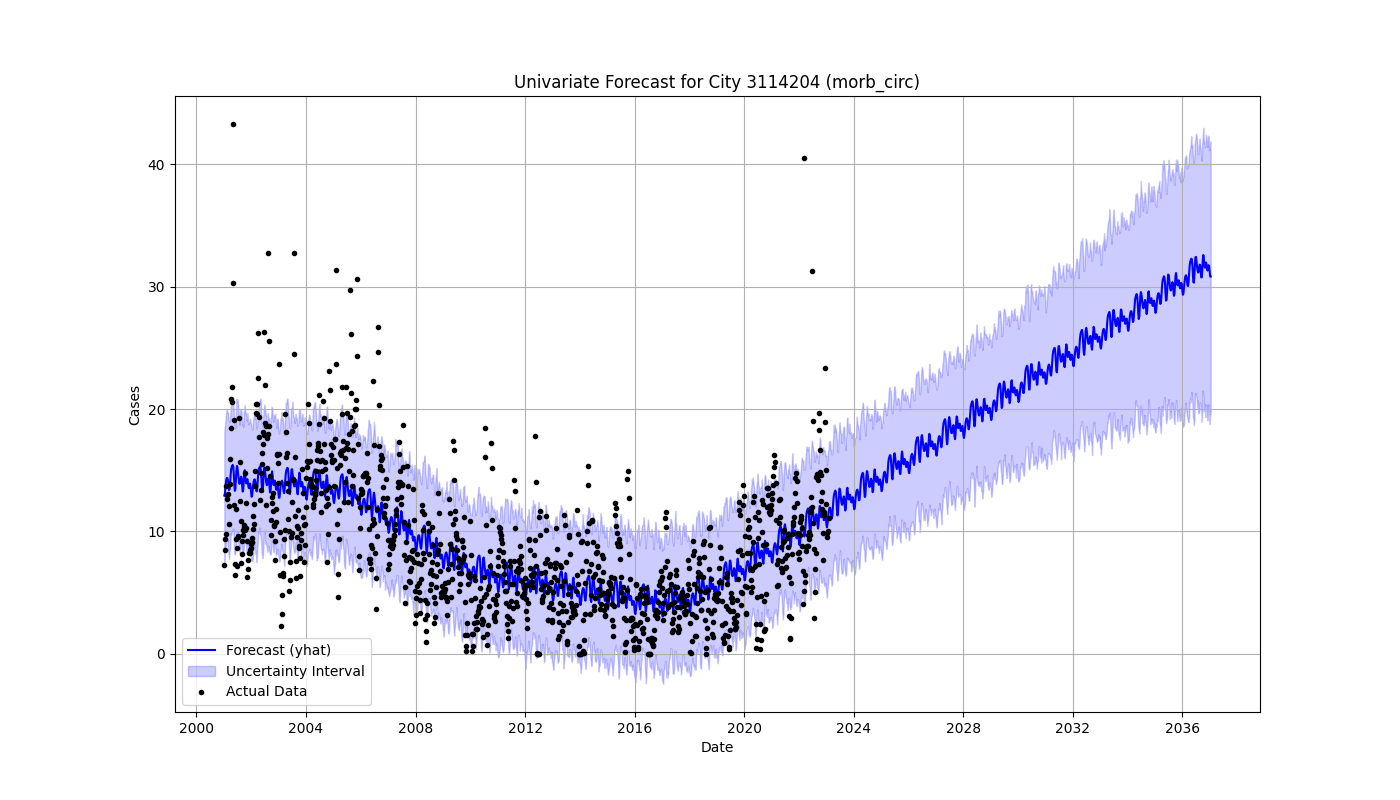 Univariate Forecast for City 3114204 (morb_circ)
Cases
40
30
20
10
0
Forecast (yhat)
Uncertainty Interval
Actual Data
2000 2004 2008 2012 2016 2020 2024 2028 2032 2036
Date